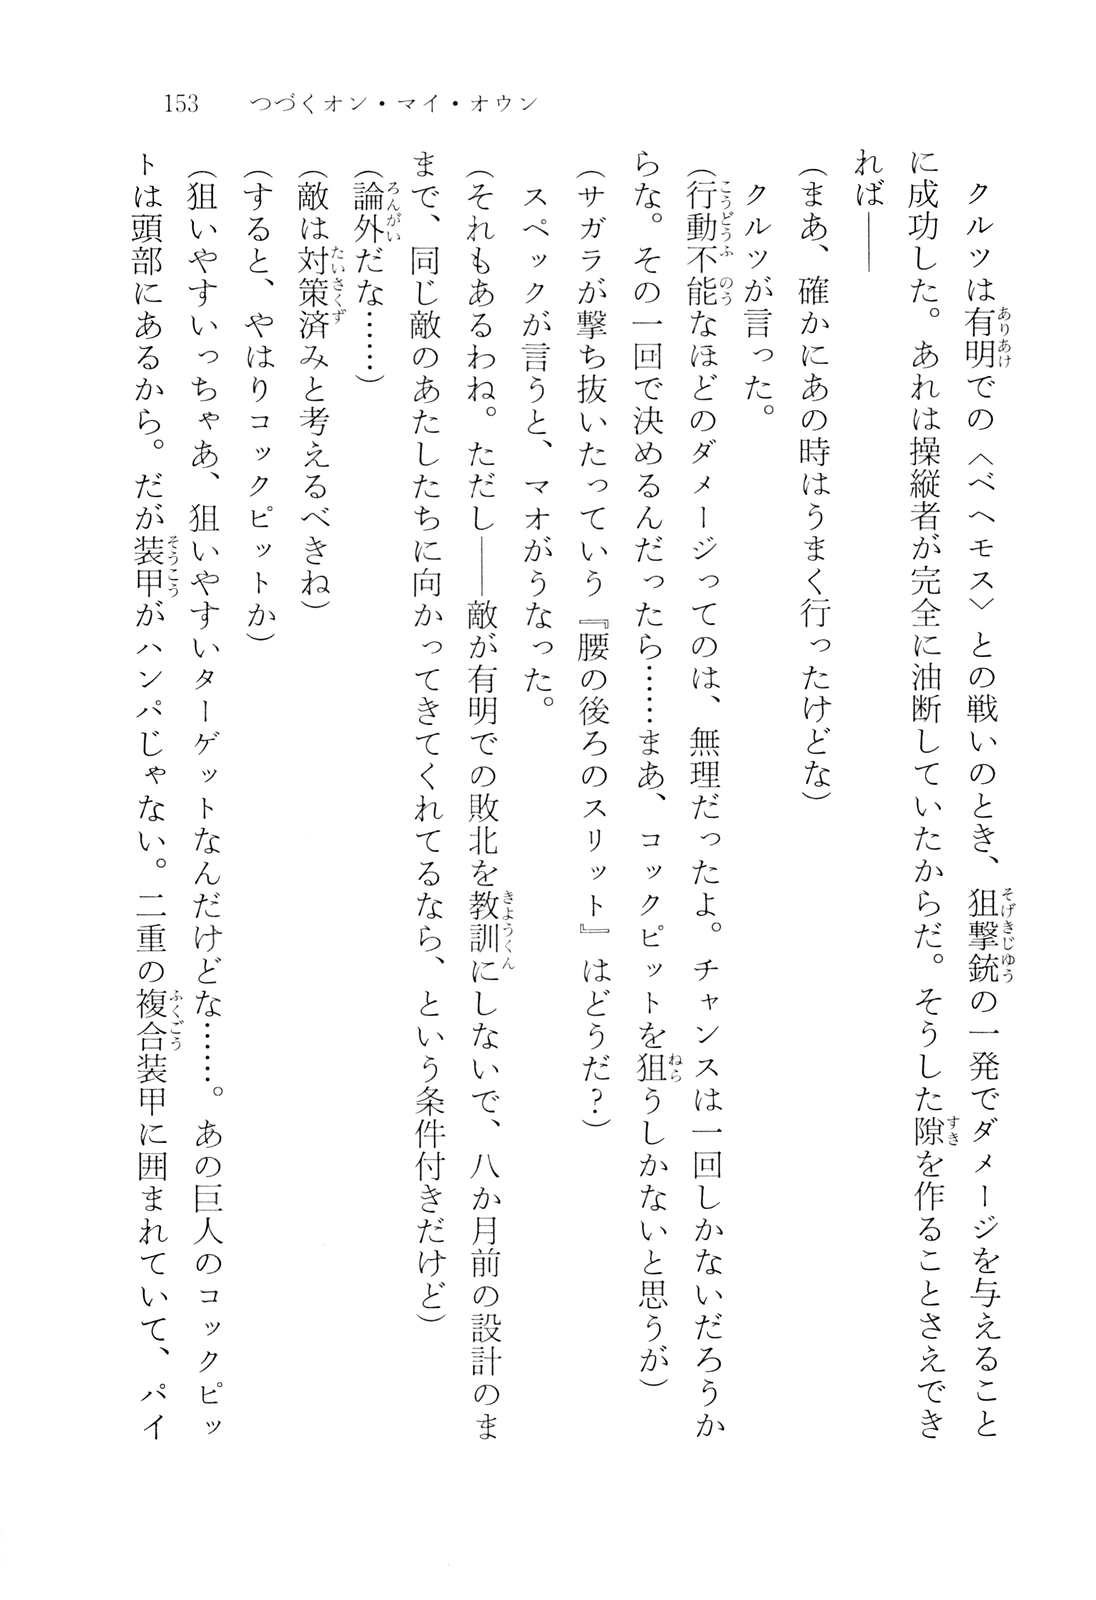 153　つづくオン・マイ・オウン
　クルツは有明での〈ベヘモス〉との戦いのとき、狙撃銃の一発でダメージを与えること
に成功した。あれは操縦者が完全に油断していたからだ。そうした隙を作ることさえでき
れば――
(まあ、確かにあの時はうまく行ったけどな)
　クルツが言った。
(行動不能なほどのダメージってのは、無理だったよ。チャンスは一回しかないだろうか
らな。その一回で決めるんだったら……まあ、コックピットを狙うしかないと思うが)
(サガラが撃ち抜いたっていう『腰の後ろのスリット』はどうだ?)
　スペックが言うと、マオがうなった。
(それもあるわね。ただし――敵が有明での敗北を教訓にしないで、八か月前の設計のま
まで、同じ敵のあたしたちに向かってきてくれてるなら、という条件付きだけど)
(論外だな……)
(敵は対策済みと考えるべきね)
(すると、やはりコックピットか)
(狙いやすいっちゃあ、狙いやすいターゲットなんだけどな……。あの巨人のコックピッ
トは頭部にあるから。だが装甲がハンパじゃない。二重の複合装甲に囲まれていて、パイ